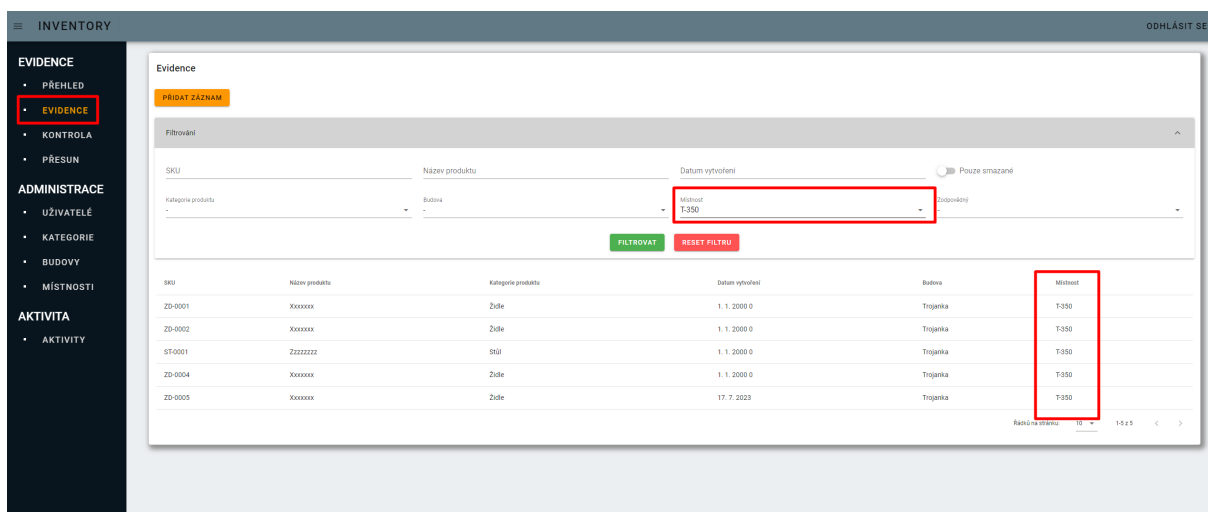 INVENTORY
ODHLÁSIT SE
EVIDENCE
PŘEHLED
EVIDENCE
KONTROLA
PŘESUN
ADMINISTRACE
UŽIVATELÉ
KATEGORIE
BUDOVY
MÍSTNOSTI
AKTIVITA
AKTIVITY
Evidence
PŘIDAT ZÁZNAM
Filtrování
SKU Název produktu Datum vytvoření Pouze smazané
Kategorie produktu Budova Místnost Zodpovědný
- - T-350 -
FILTROVAT RESET FILTRU
SKU Název produktu Kategorie produktu Datum vytvoření Budova Místnost
ZD-0001 Xxxxxxx Židle 1. 1. 2000 0 Trojanka T-350
ZD-0002 Xxxxxxx Židle 1. 1. 2000 0 Trojanka T-350
ST-0001 Zzzzzzzz Stůl 1. 1. 2000 0 Trojanka T-350
ZD-0004 Xxxxxxx Židle 1. 1. 2000 0 Trojanka T-350
ZD-0005 Xxxxxxx Židle 17. 7. 2023 Trojanka T-350
Řádků na stránku: 10 1-5 z 5